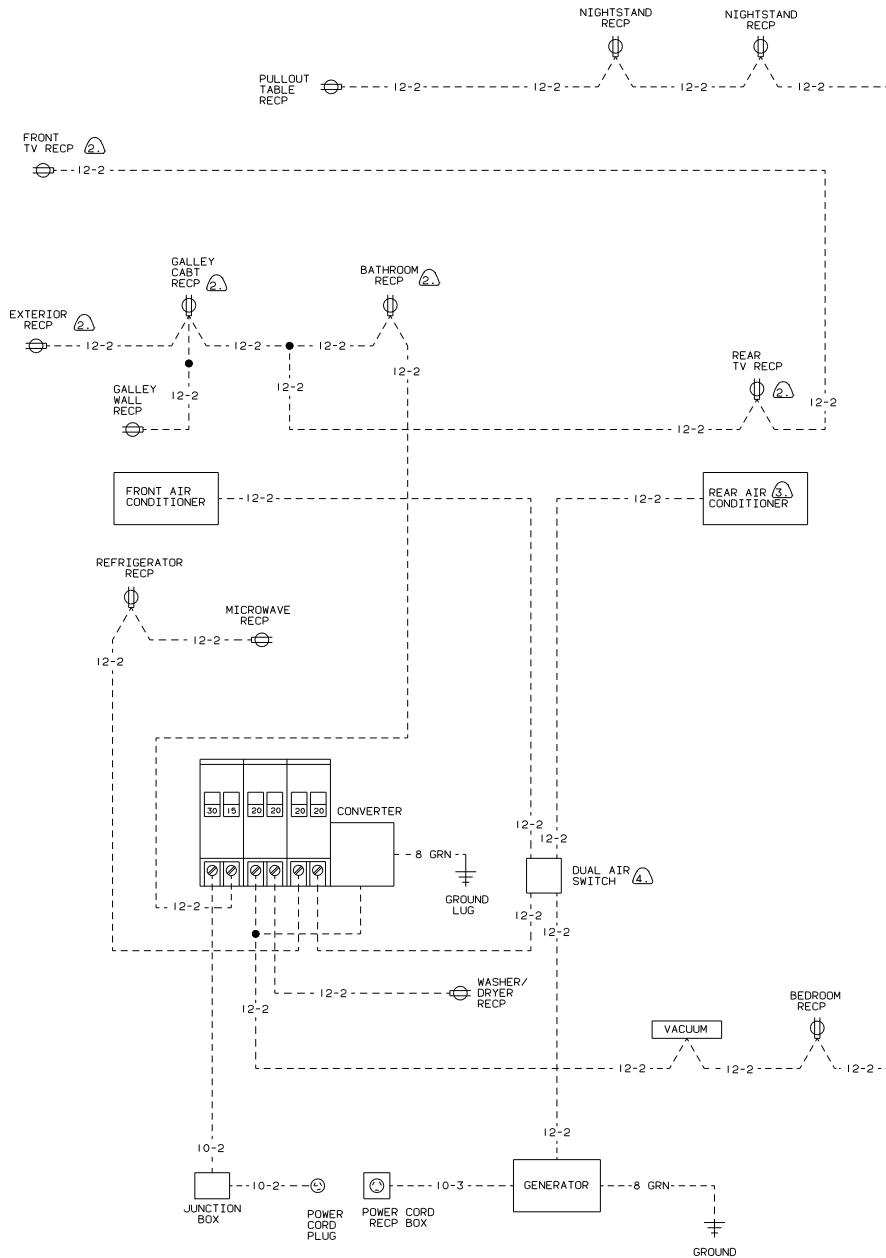 NIGHTSTAND
RECP
NIGHTSTAND
RECP
PULLOUT
TABLE
RECP
12-2
12-2
12-2
12-2
FRONT
TV RECP 2.
12-2
GALLEY
CABT
RECP 2.
BATHROOM
RECP 2.
EXTERIOR
RECP 2.
12-2
12-2
12-2
12-2
12-2
12-2
REAR
TV RECP
2.
12-2
GALLEY
WALL
RECP
12-2
FRONT AIR
CONDITIONER
12-2
12-2
REAR AIR 3.
CONDITIONER
REFRIGERATOR
RECP
MICROWAVE
RECP
12-2
12-2
30 15 20 20 20 20
CONVERTER
12-2
12-2
8 GRN
GROUND
LUG
DUAL AIR
SWITCH 4.
12-2
12-2
12-2
WASHER/
DRYER
RECP
12-2
12-2
BEDROOM
RECP
VACUUM
12-2
12-2
12-2
12-2
10-2
10-2
JUNCTION
BOX
POWER
CORD
PLUG
POWER CORD
RECP BOX
10-3
GENERATOR
8 GRN
GROUND